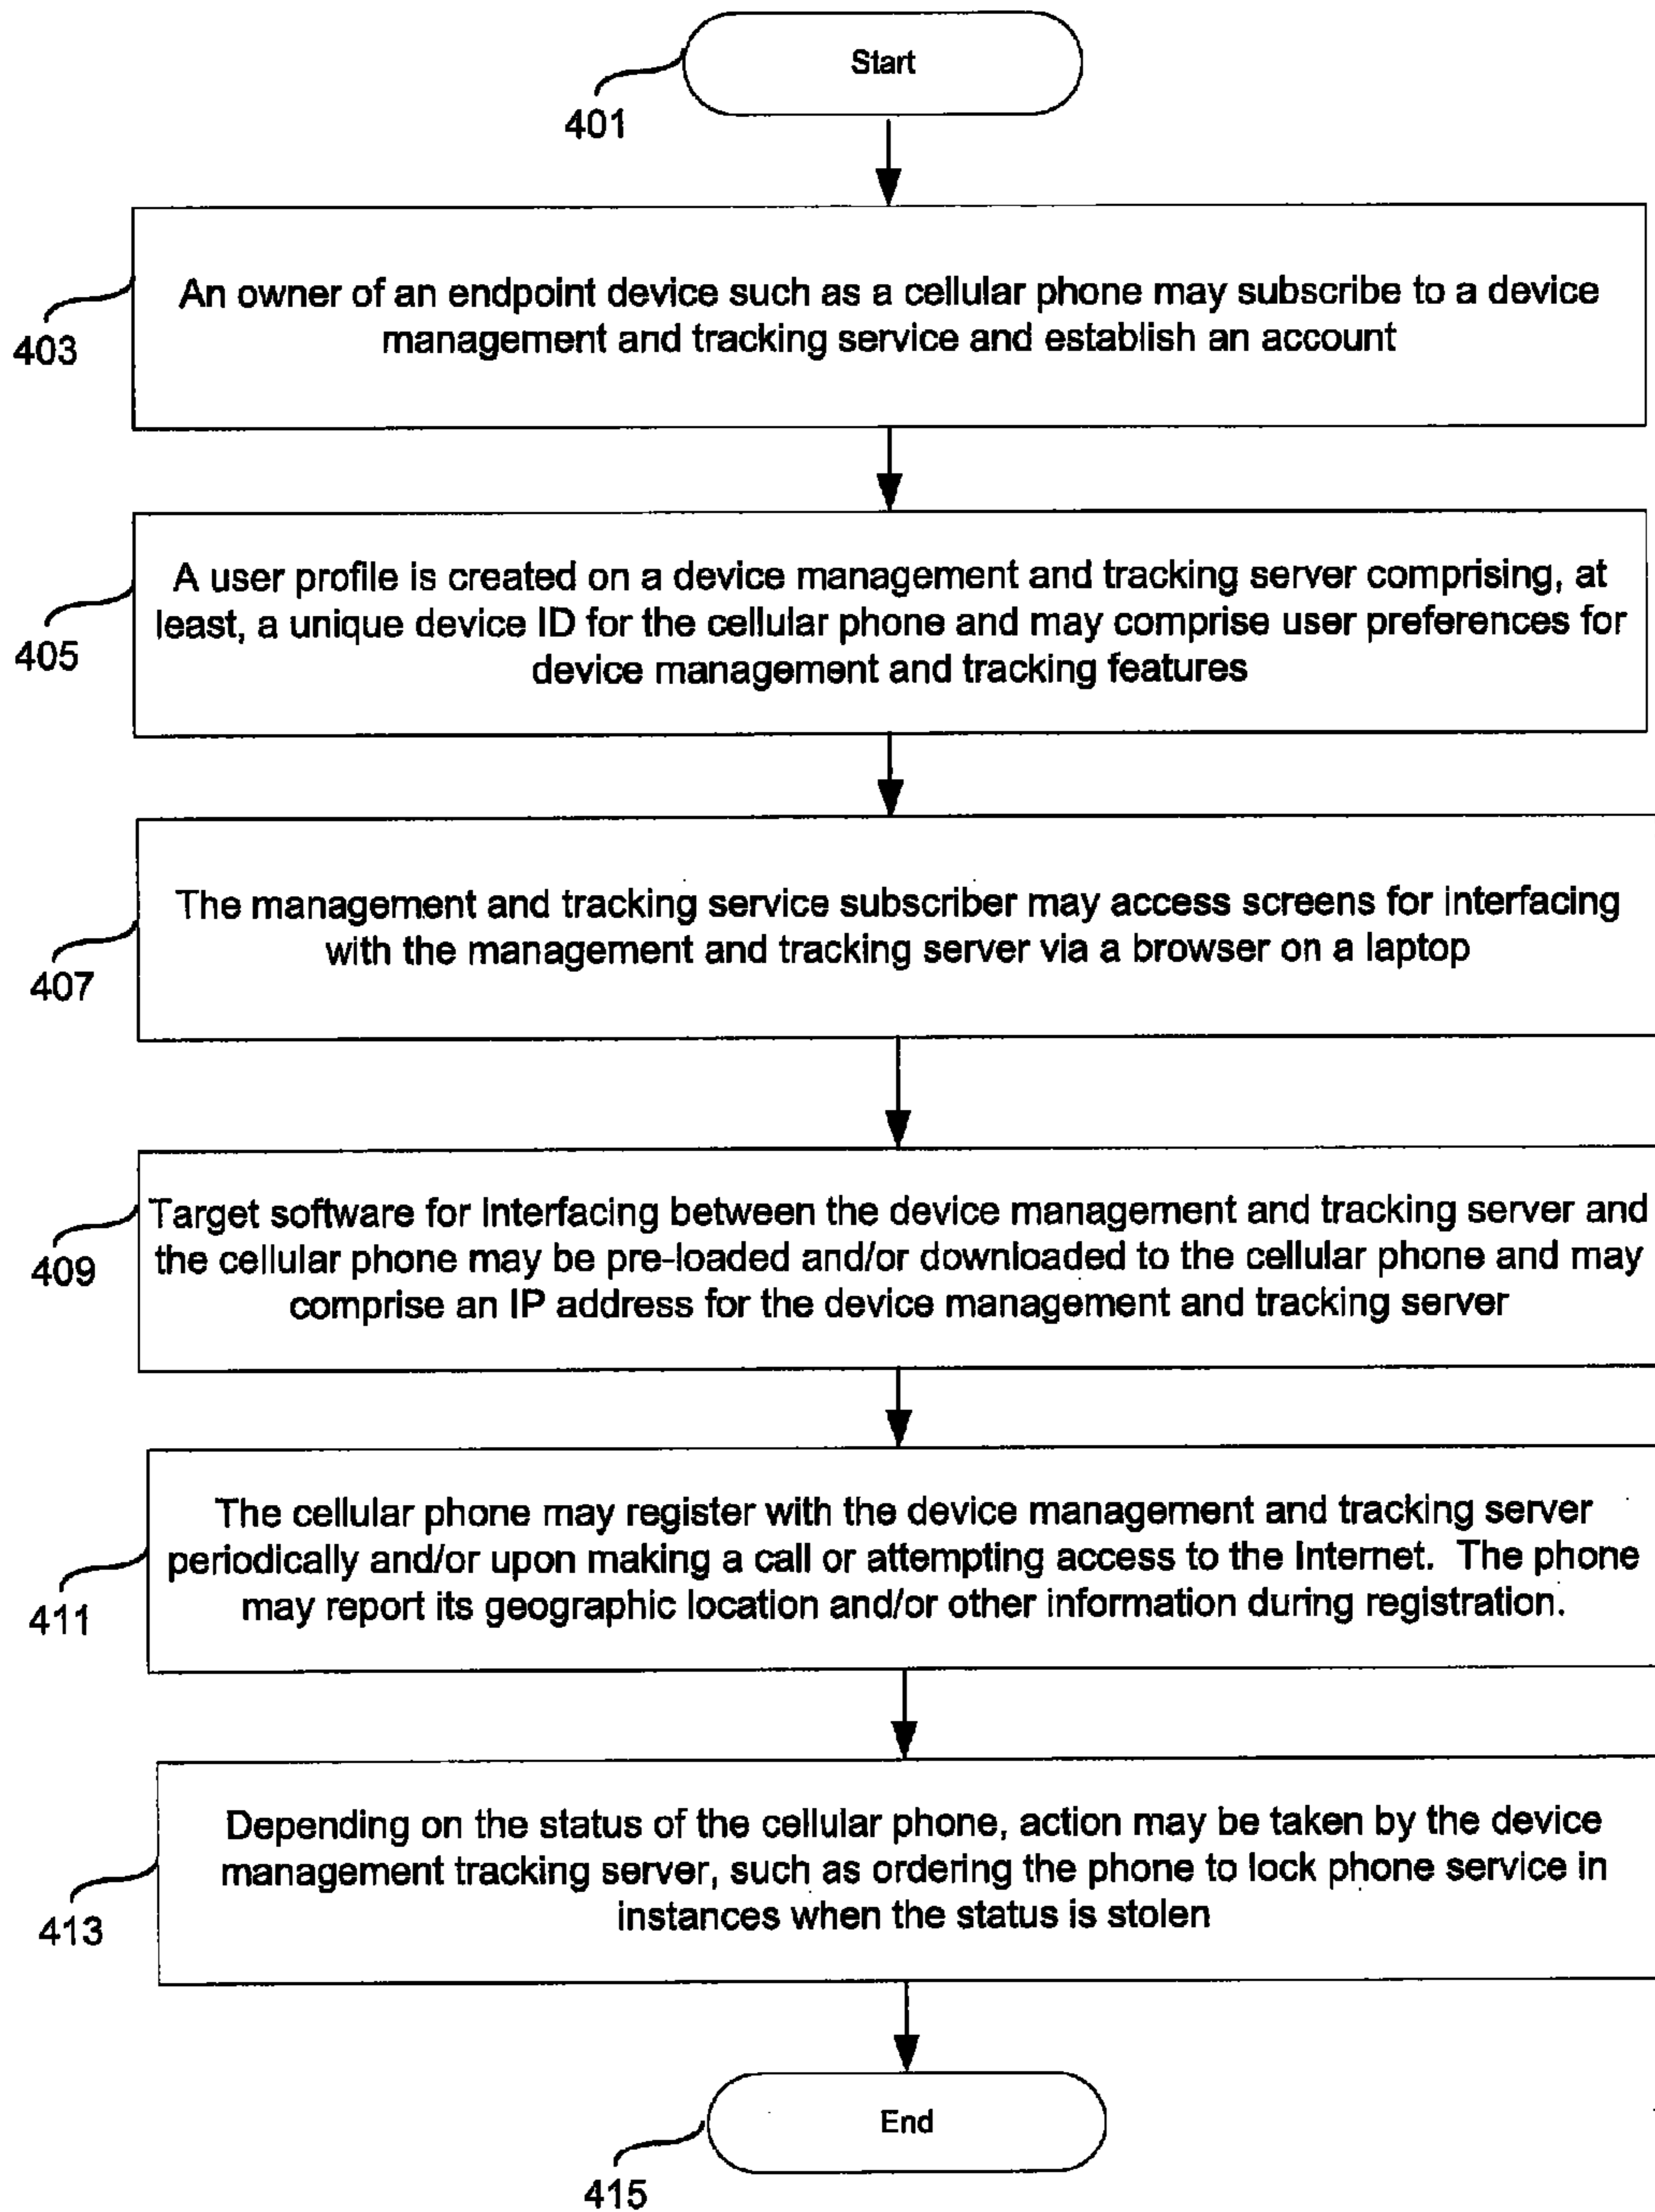 Start
401
An owner of an endpoint device such as a cellular phone may subscribe to a device
management and tracking service and establish an account
403
A user profile is created on a device management and tracking server comprising, at
least, a unique device ID for the cellular phone and may comprise user preferences for
device management and tracking features
405
The management and tracking service subscriber may access screens for interfacing
with the management and tracking server via a browser on a laptop
407
Target software for Interfacing between the device management and tracking server and
the cellular phone may be pre-loaded and/or downloaded to the cellular phone and may
comprise an IP address for the device management and tracking server
409
The cellular phone may register with the device management and tracking server
periodically and/or upon making a call or attempting access to the Internet. The phone
may report its geographic location and/or other information during registration.
411
Depending on the status of the cellular phone, action may be taken by the device
management tracking server, such as ordering the phone to lock phone service in
instances when the status is stolen
413
End
415